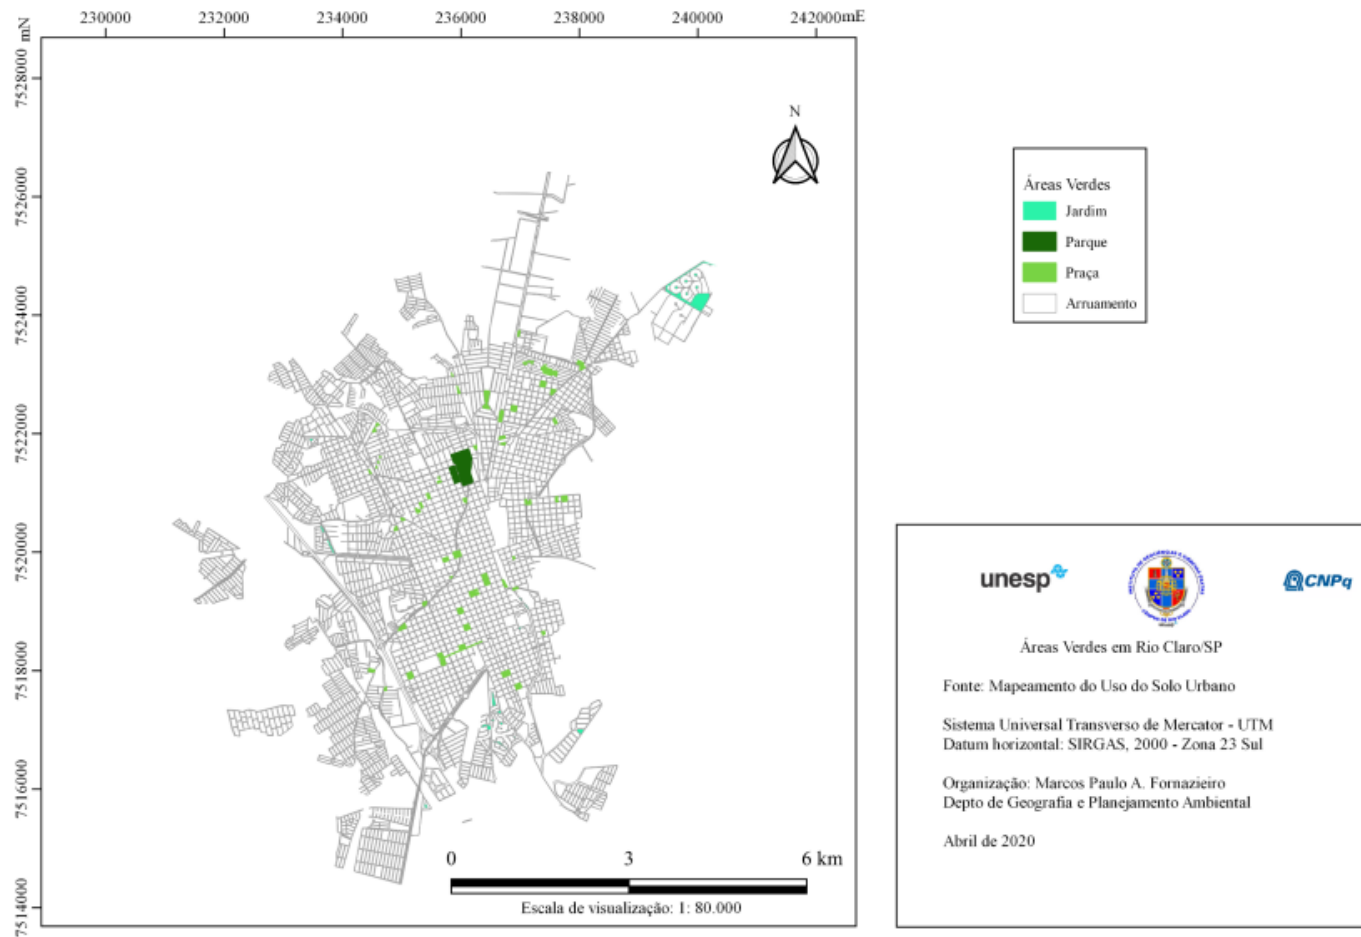 230000 232000 234000 236000 238000 240000 242000mE
mN
7528000
7526000
7524000
7522000
7520000
7518000
7516000
7514000
N
0 3 6 km
Escala de visualização: 1: 80.000
Áreas Verdes
Jardim
Parque
Praça
Arruamento
unesp
CNPq
Áreas Verdes em Rio Claro/SP
Fonte: Mapeamento do Uso do Solo Urbano
Sistema Universal Transverso de Mercator - UTM
Datum horizontal: SIRGAS, 2000 - Zona 23 Sul
Organização: Marcos Paulo A. Fornazieiro
Depto de Geografia e Planejamento Ambiental
Abril de 2020